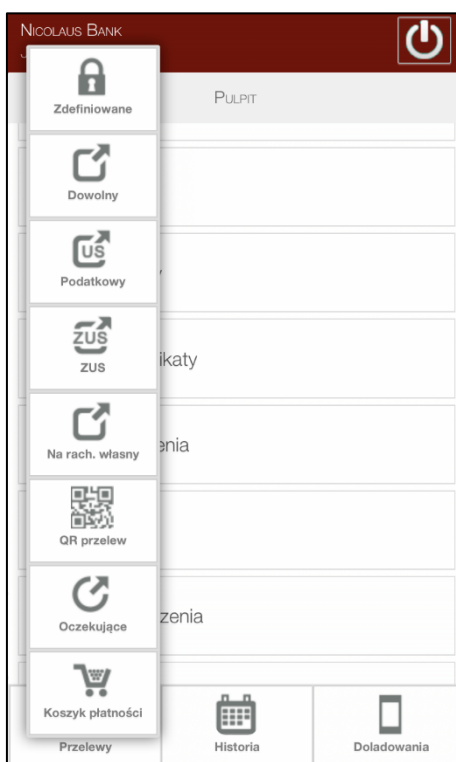 NICOLAUS BANK
Zdefiniowane
PULPIT
Dowolny
US
Podatkowy
ZUS
ZUS
ikaty
Na rach. własny
enia
QR przelew
Oczekujące
zenia
Koszyk płatności
Przelewy
Historia
Doladowania